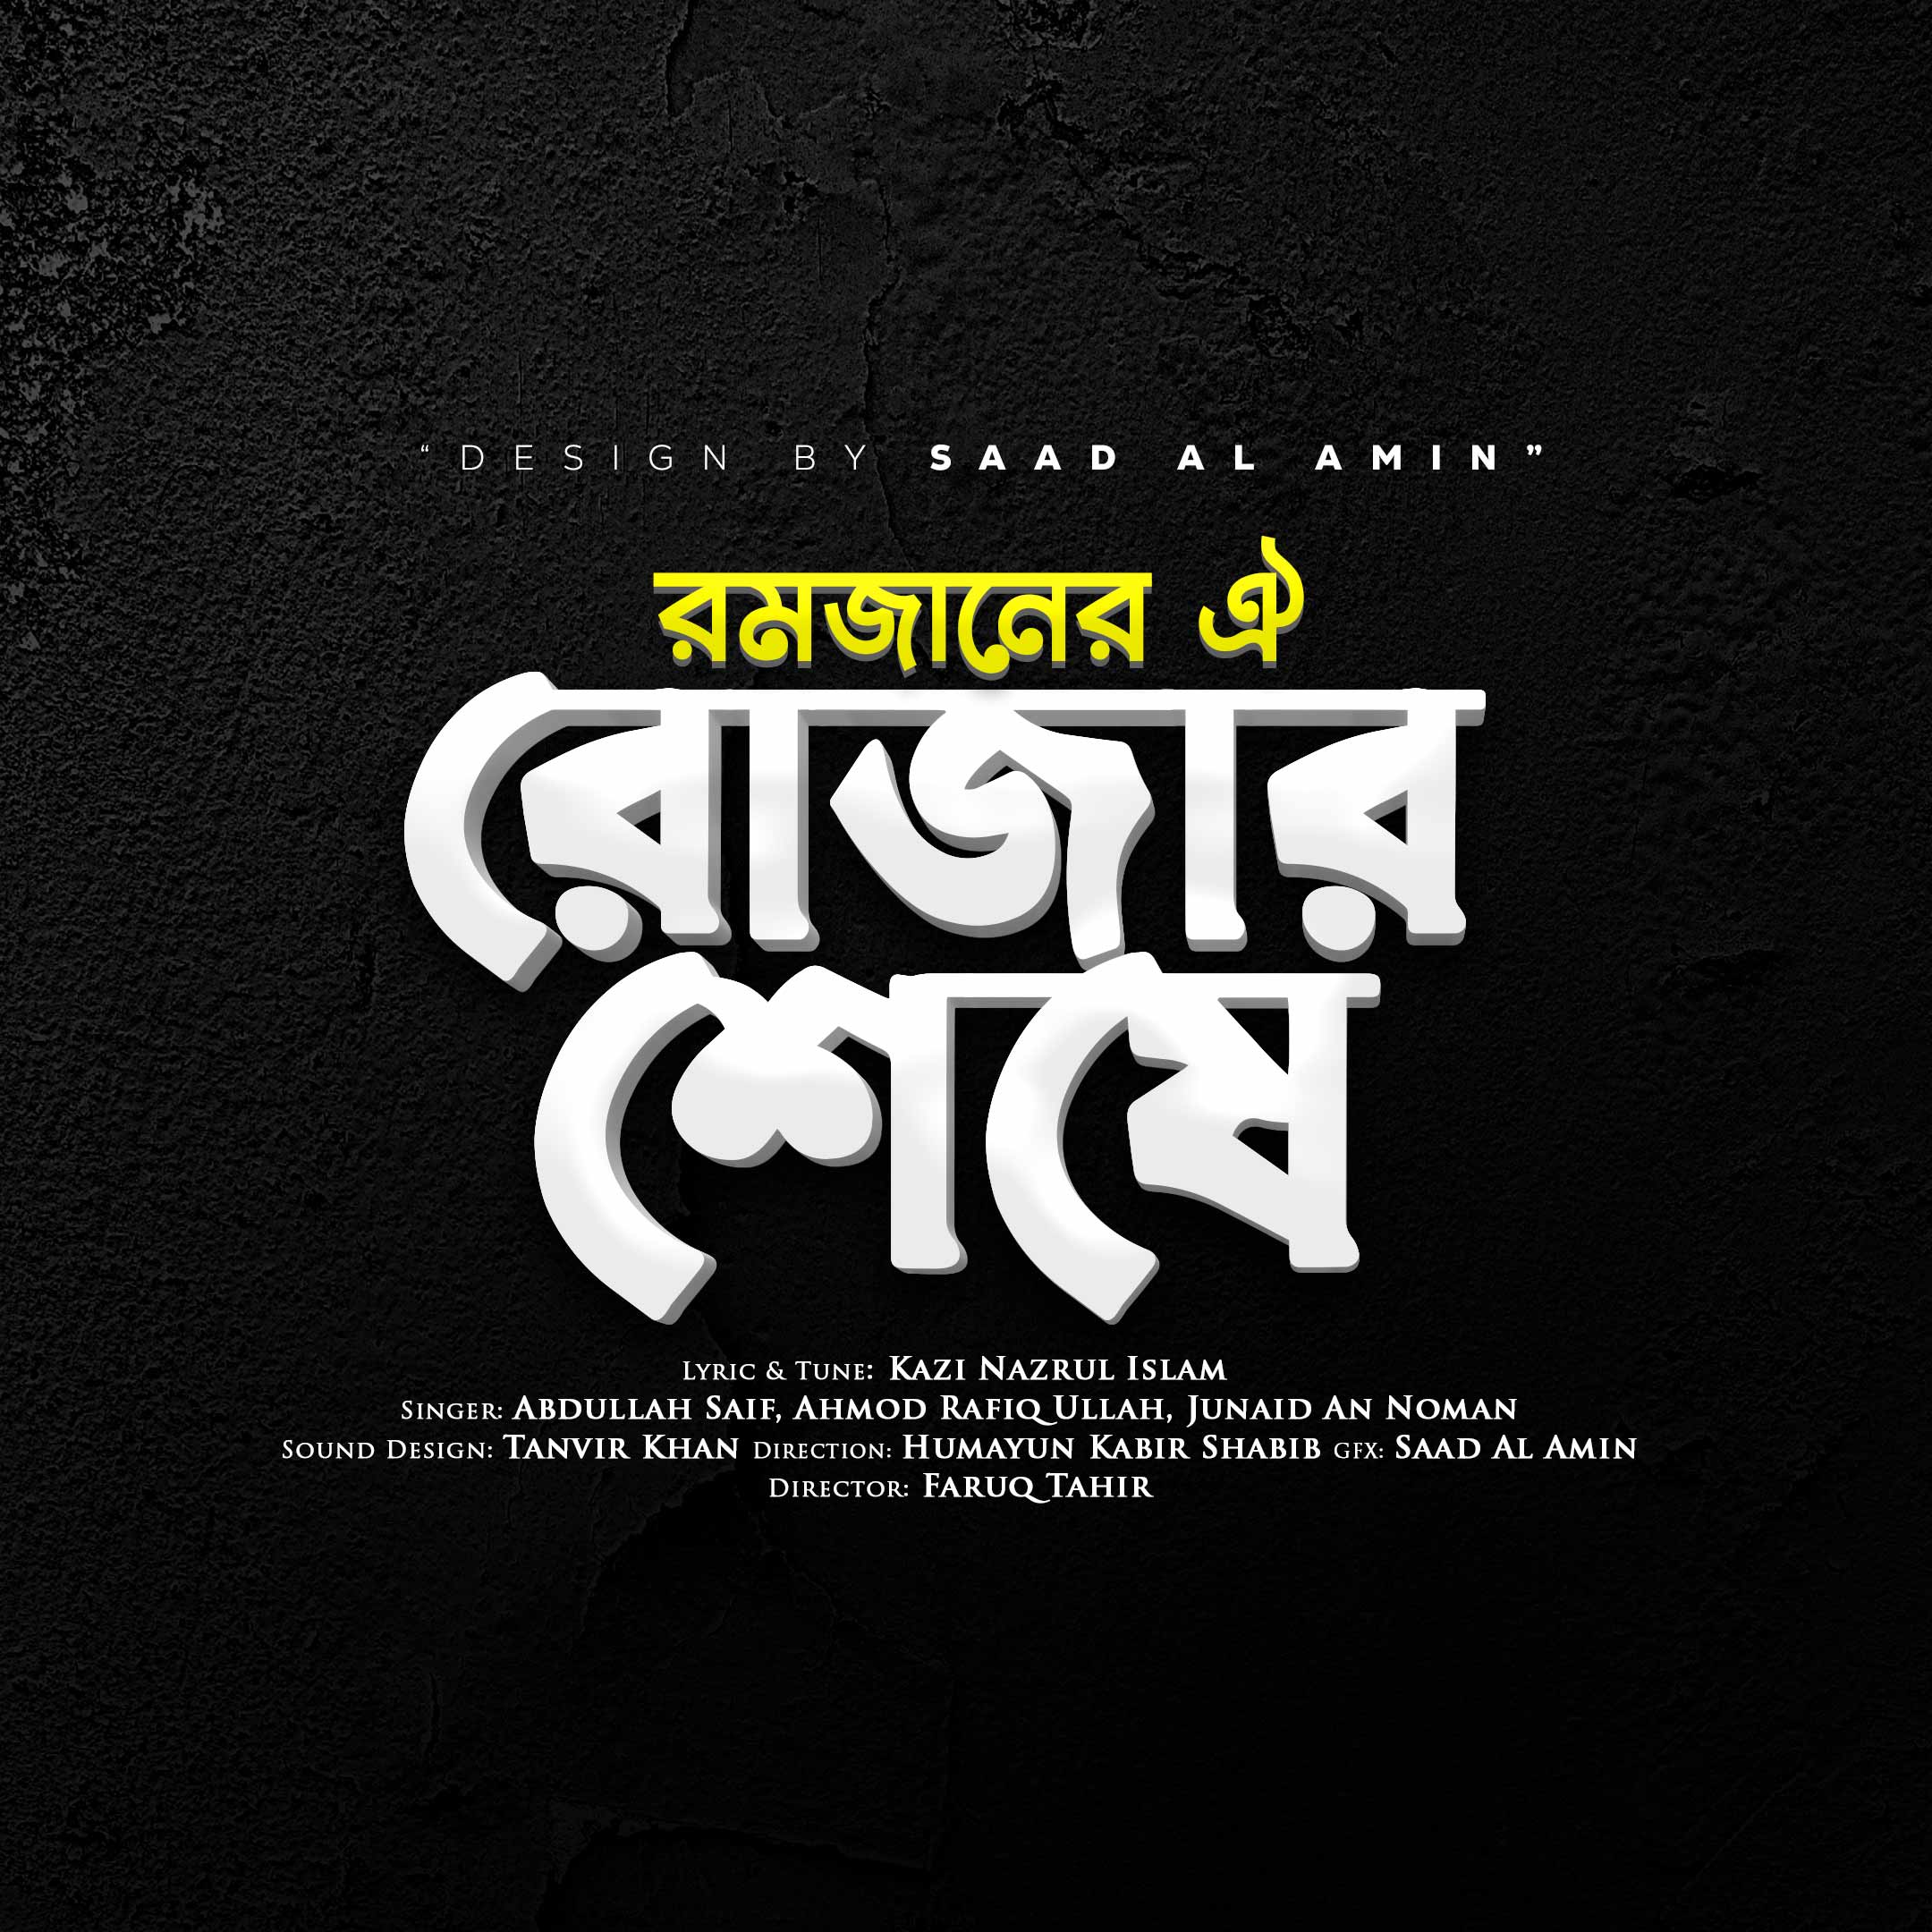 “DESIGN BY SAAD AL AMIN”
রমজানের ঐ
রোজার
শেষে
Lyric & Tune: Kazi Nazrul Islam
Singer: Abdullah Saif, Ahmod Rafiq Ullah, Junaid An Noman
Sound Design: Tanvir Khan Direction: Humayun Kabir Shabib GFX: Saad Al Amin
Director: Faruq Tahir